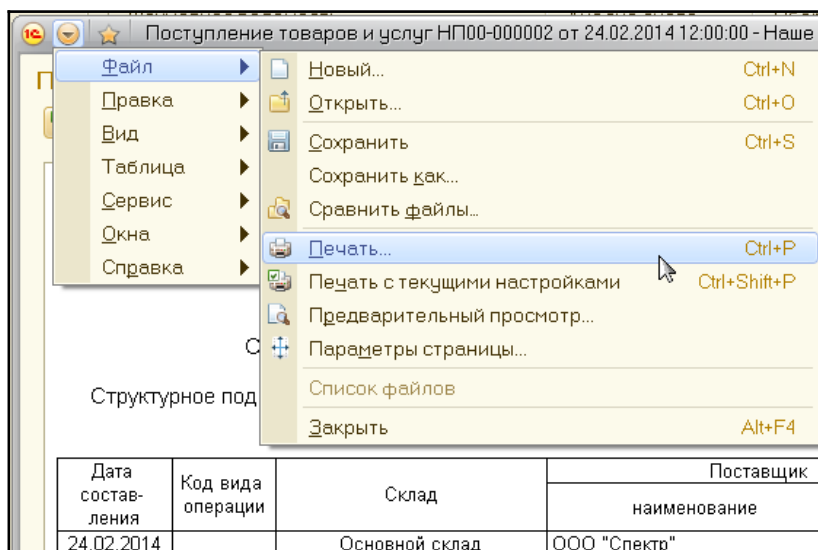 Поступление товаров и услуг НП00-000002 от 24.02.2014 12:00:00 - Наше
Файл
Правка
Вид
Таблица
Сервис
Окна
Справка
Новый... Ctrl+N
Открыть... Ctrl+O
Сохранить Ctrl+S
Сохранить как...
Сравнить файлы...
Печать... Ctrl+P
Печать с текущими настройками Ctrl+Shift+P
Предварительный просмотр...
Параметры страницы...
Список файлов
Закрыть Alt+F4
Структурное под
Дата состав-ления
Код вида операции
Склад
Поставщик
наименование
24.02.2014 Основной склад ООО "Спектр"